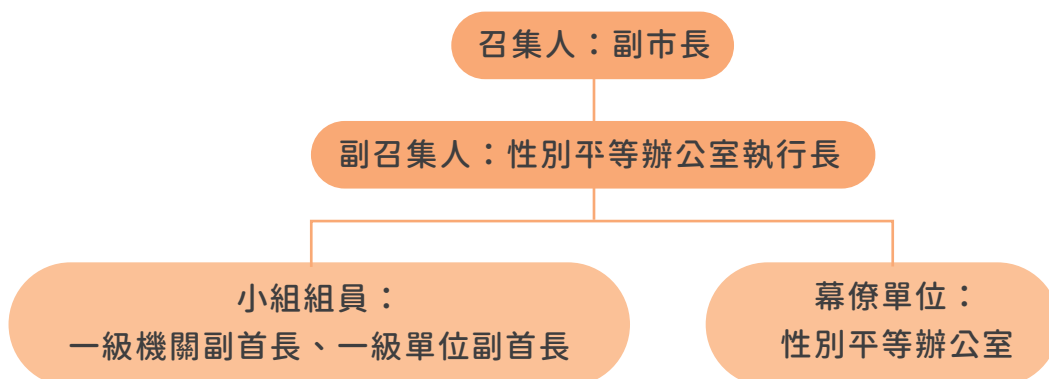 召集人：副市長
副召集人：性別平等辦公室執行長
小組組員：
一級機關副首長、一級單位副首長
幕僚單位：
性別平等辦公室